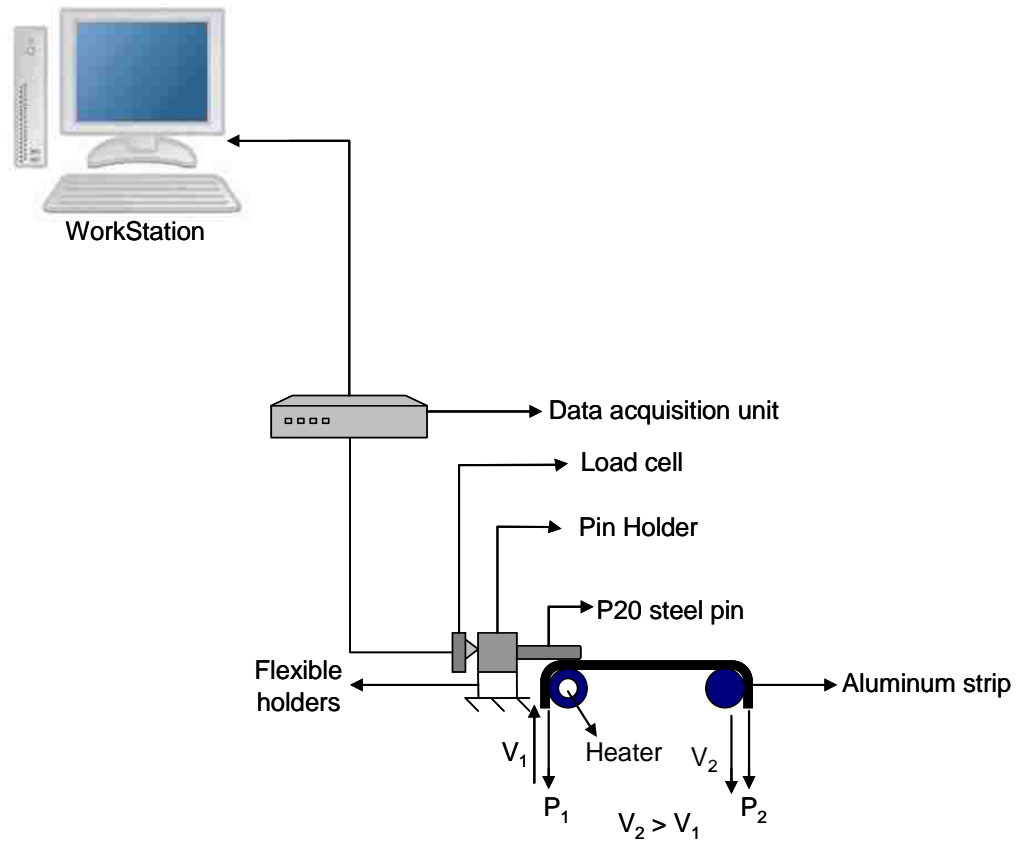 WorkStation
Data acquisition unit
Load cell
Pin Holder
P20 steel pin
Flexible
holders
Aluminum strip
V1
Heater
V2
P1
P2
V2 > V1